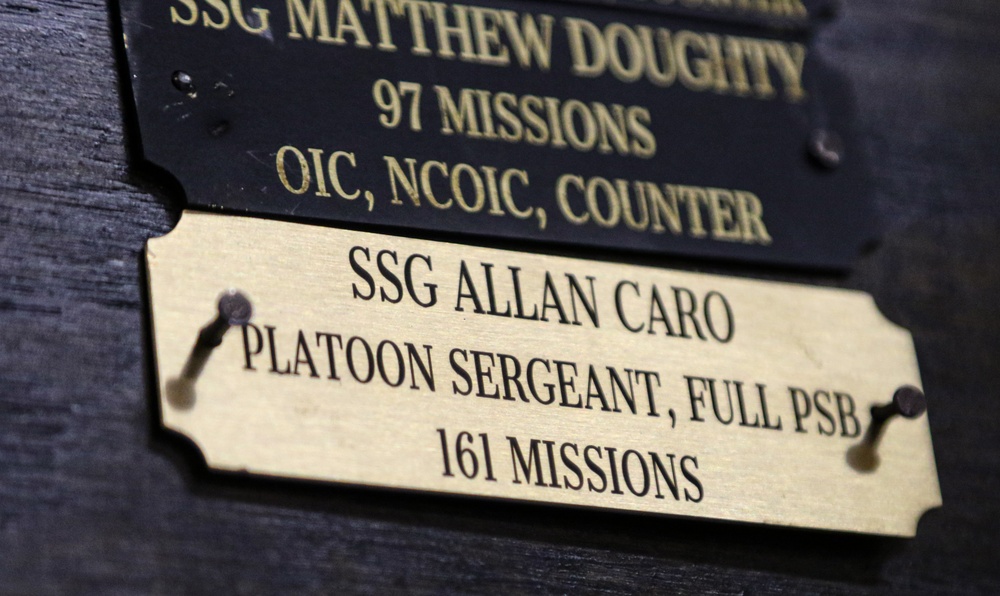 SSG MATTHEW DOUGHTY
97 MISSIONS
OIC, NCOIC, COUNTER
SSG ALLAN CARO
PLATOON SERGEANT, FULL PSB
161 MISSIONS